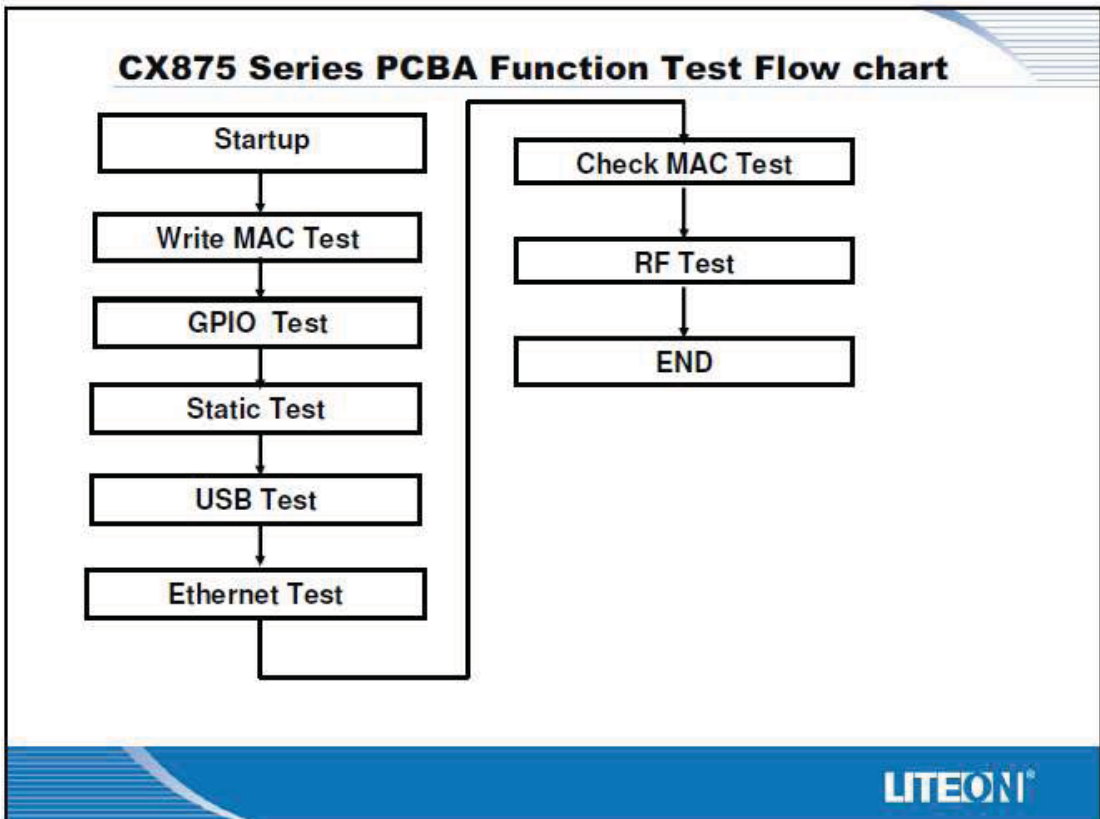 CX875 Series PCBA Function Test Flow chart
Startup
Write MAC Test
GPIO Test
Static Test
USB Test
Ethernet Test
Check MAC Test
RF Test
END
LITEON®